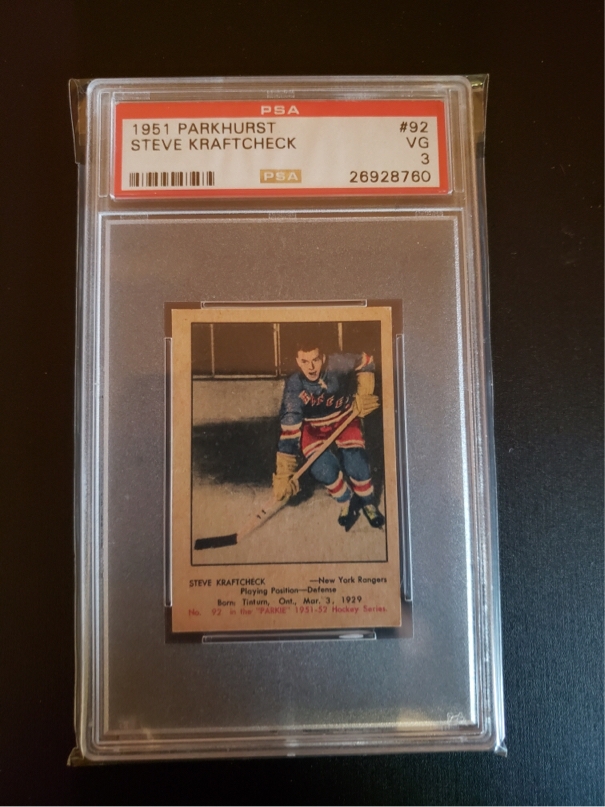 PSA
1951 PARKHURST #92
STEVE KRAFTCHECK VG
3
PSA 26928760
STEVE KRAFTCHECK —New York Rangers
Playing Position—Defense
Born: Tinturn, Ont., Mar. 3, 1929
No. 92 in the "PARKIE" 1951-52 Hockey Series.